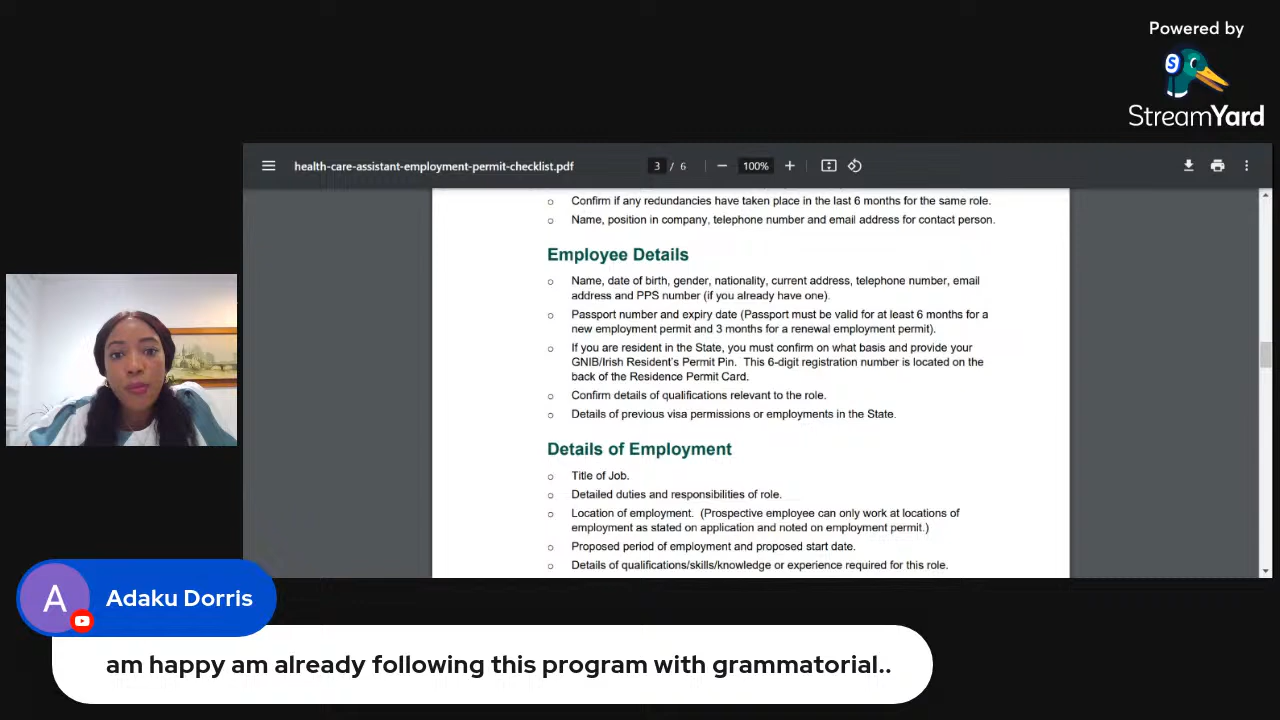 Powered by
StreamYard
health-care-assistant-employment-permit-checklist.pdf
3 / 6
100%
o Confirm if any redundancies have taken place in the last 6 months for the same role.
o Name, position in company, telephone number and email address for contact person.
Employee Details
o Name, date of birth, gender, nationality, current address, telephone number, email
address and PPS number (if you already have one).
o Passport number and expiry date (Passport must be valid for at least 6 months for a
new employment permit and 3 months for a renewal employment permit).
o If you are resident in the State, you must confirm on what basis and provide your
GNIB/Irish Resident's Permit Pin. This 6-digit registration number is located on the
back of the Residence Permit Card.
o Confirm details of qualifications relevant to the role.
o Details of previous visa permissions or employments in the State.
Details of Employment
o Title of Job.
o Detailed duties and responsibilities of role.
o Location of employment. (Prospective employee can only work at locations of
employment as stated on application and noted on employment permit.)
o Proposed period of employment and proposed start date.
o Details of qualifications/skills/knowledge or experience required for this role.
A
Adaku Dorris
am happy am already following this program with grammatorial..